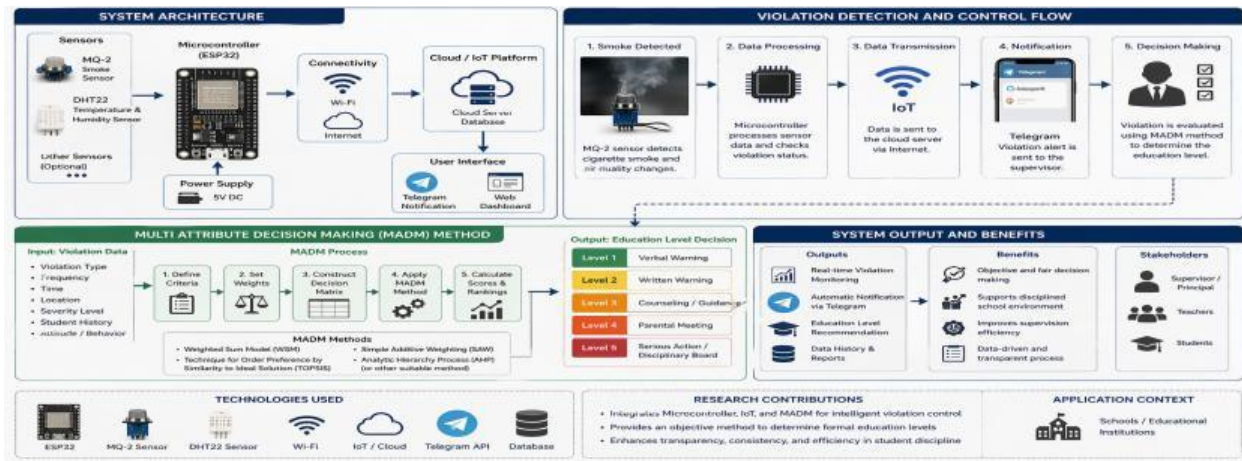 SYSTEM ARCHITECTURE
Sensors
MQ-2
Smoke
Sensor
DHT22
Temperature &
Humidity Sensor
Other Sensors
(Optional)
Microcontroller
(ESP32)
Power Supply
5V DC
Connectivity
Wi-Fi
Internet
Cloud / IoT Platform
Cloud Server
Database
User Interface
Telegram
Notification
Web
Dashboard
VIOLATION DETECTION AND CONTROL FLOW
1. Smoke Detected
MQ-2 sensor detects
cigarette smoke and
air quality changes.
2. Data Processing
Microcontroller
processes sensor
data and checks
violation status.
3. Data Transmission
IoT
Data is sent to
the cloud server
via Internet.
4. Notification
Telegram
Telegram
Violation alert is
sent to the
supervisor.
5. Decision Making
Violation is evaluated
using MADM method
to determine the
education level.
MULTI ATTRIBUTE DECISION MAKING (MADM) METHOD
Input: Violation Data
• Violation Type
• Frequency
• Time
• Location
• Severity Level
• Student History
• Attitude / Behavior
MADM Process
1. Define
Criteria
2. Set
Weights
3. Construct
Decision
Matrix
4. Apply
MADM
Method
5. Calculate
Scores &
Rankings
MADM Methods
• Weighted Sum Model (WSM)
• Technique for Order Preference by
Similarity to Ideal Solution (TOPSIS)
• Simple Additive Weighting (SAW)
• Analytic Hierarchy Process (AHP)
(or other suitable method)
Output: Education Level Decision
Level 1 Verbal Warning
Level 2 Written Warning
Level 3 Counseling / Guidance
Level 4 Parental Meeting
Level 5 Serious Action /
Disciplinary Board
SYSTEM OUTPUT AND BENEFITS
Outputs
Real-time Violation
Monitoring
Automatic Notification
via Telegram
Education Level
Recommendation
Data History &
Reports
Benefits
Objective and fair decision
making
Supports disciplined
school environment
Improves supervision
efficiency
Data-driven and
transparent process
Stakeholders
Supervisor /
Principal
Teachers
Students
TECHNOLOGIES USED
ESP32
MQ-2 Sensor
DHT22 Sensor
Wi-Fi
IoT / Cloud
Telegram API
Database
RESEARCH CONTRIBUTIONS
• Integrates Microcontroller, IoT, and MADM for intelligent violation control
• Provides an objective method to determine formal education levels
• Enhances transparency, consistency, and efficiency in student discipline
APPLICATION CONTEXT
Schools / Educational
Institutions